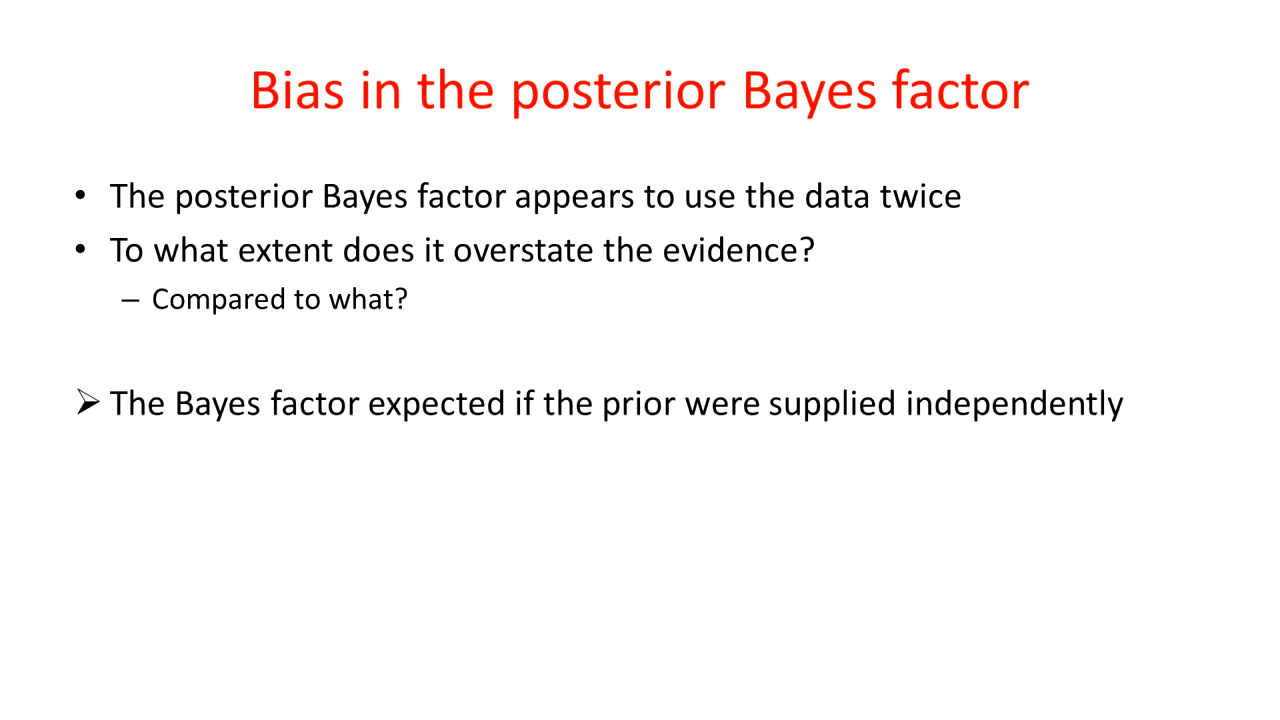 Bias in the posterior Bayes factor
• The posterior Bayes factor appears to use the data twice
• To what extent does it overstate the evidence?
– Compared to what?
➢ The Bayes factor expected if the prior were supplied independently